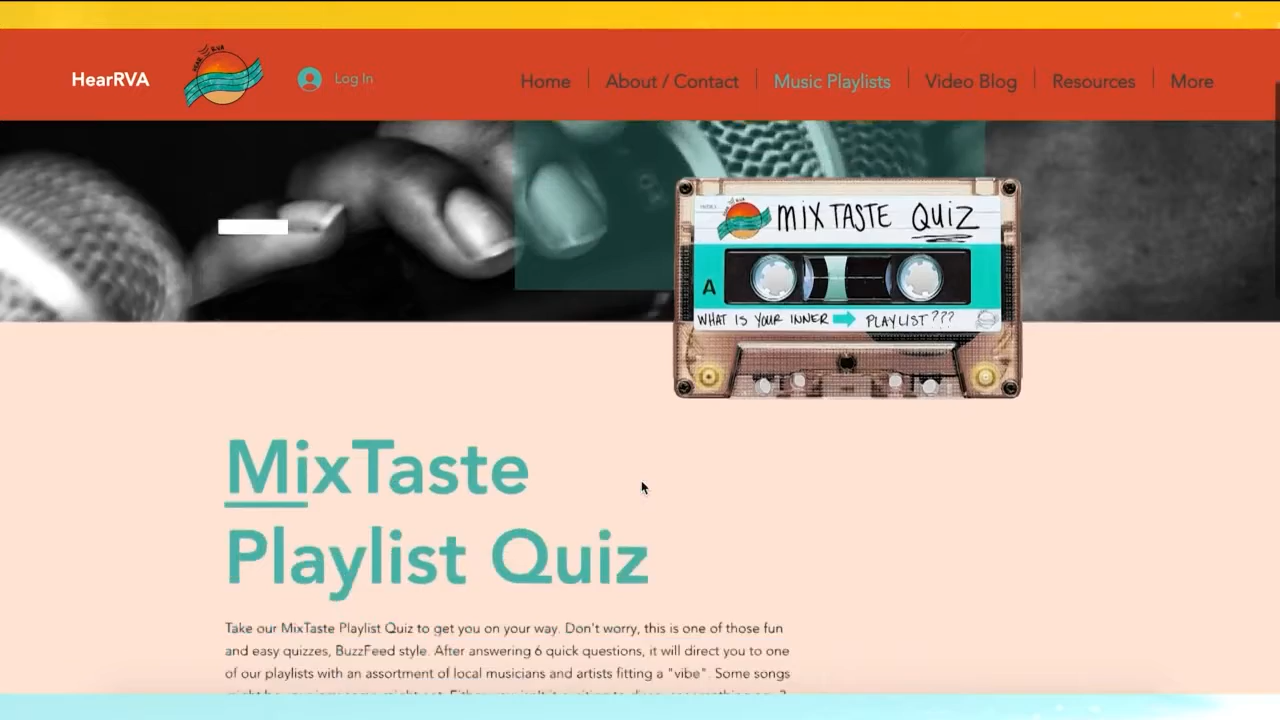 HearRVA
HEAR RVA
Log In
Home
About / Contact
Music Playlists
Video Blog
Resources
More
MIXTASTE QUIZ
A
WHAT IS YOUR INNER PLAYLIST???
MixTaste
Playlist Quiz
Take our MixTaste Playlist Quiz to get you on your way. Don't worry, this is one of those fun
and easy quizzes, BuzzFeed style. After answering 6 quick questions, it will direct you to one
of our playlists with an assortment of local musicians and artists fitting a "vibe". Some songs